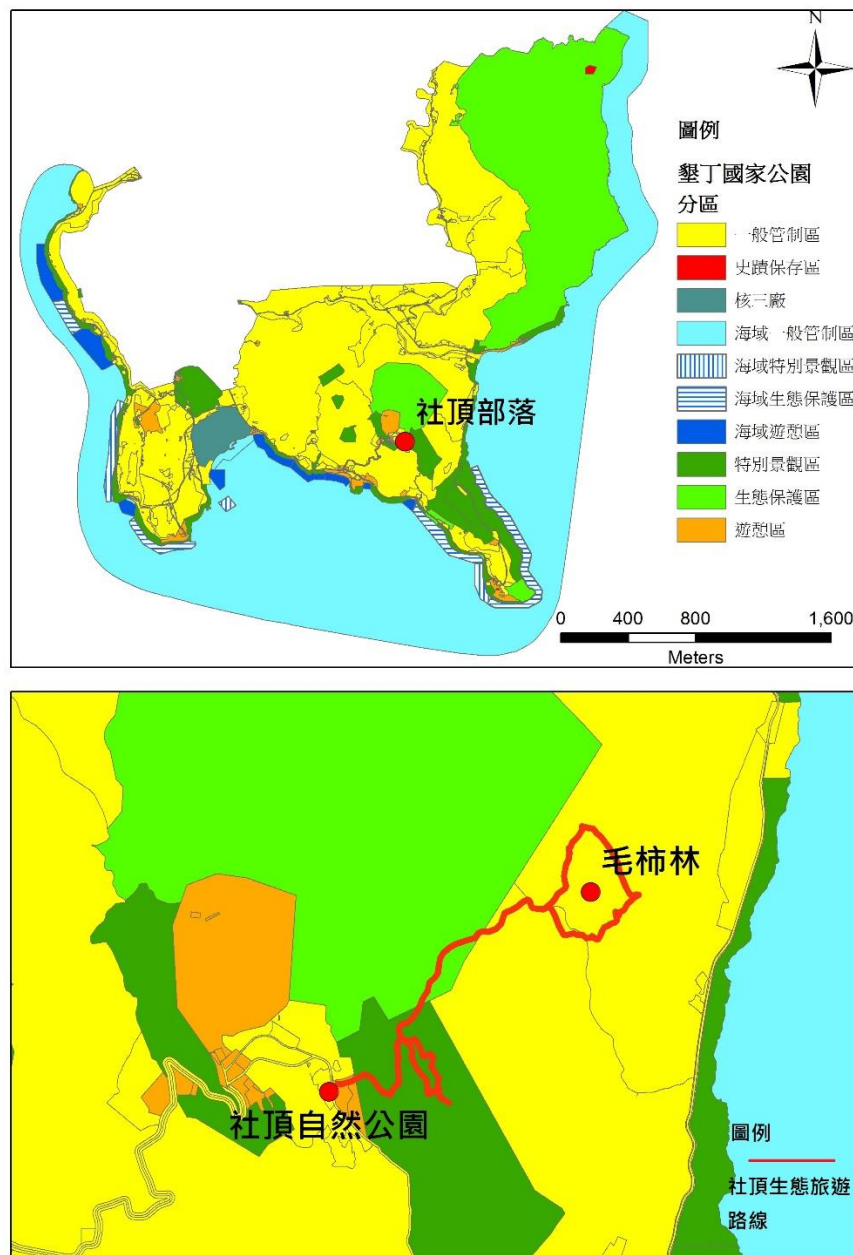 N
圖例
墾丁國家公園
分區
一般管制區
史蹟保存區
核三廠
海域一般管制區
海域特別景觀區
海域生態保護區
海域遊憩區
特別景觀區
生態保護區
遊憩區
社頂部落
0 400 800 1,600
Meters
毛柿林
社頂自然公園
圖例
社頂生態旅遊
路線